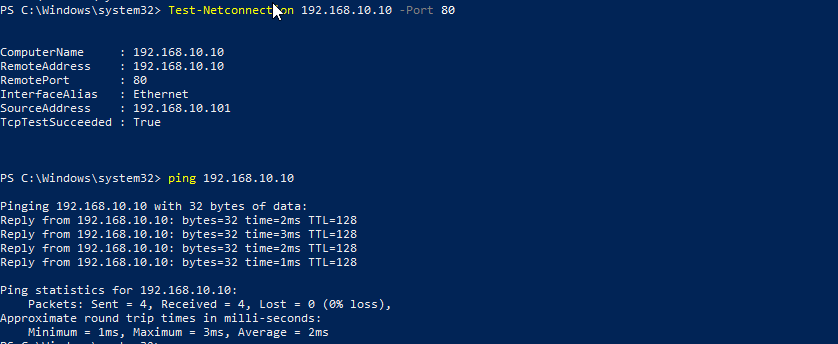 PS C:\Windows\system32> Test-Netconnection 192.168.10.10 -Port 80
ComputerName     : 192.168.10.10
RemoteAddress    : 192.168.10.10
RemotePort       : 80
InterfaceAlias   : Ethernet
SourceAddress    : 192.168.10.101
TcpTestSucceeded : True
PS C:\Windows\system32> ping 192.168.10.10
Pinging 192.168.10.10 with 32 bytes of data:
Reply from 192.168.10.10: bytes=32 time=2ms TTL=128
Reply from 192.168.10.10: bytes=32 time=3ms TTL=128
Reply from 192.168.10.10: bytes=32 time=2ms TTL=128
Reply from 192.168.10.10: bytes=32 time=1ms TTL=128
Ping statistics for 192.168.10.10:
    Packets: Sent = 4, Received = 4, Lost = 0 (0% loss),
Approximate round trip times in milli-seconds:
    Minimum = 1ms, Maximum = 3ms, Average = 2ms